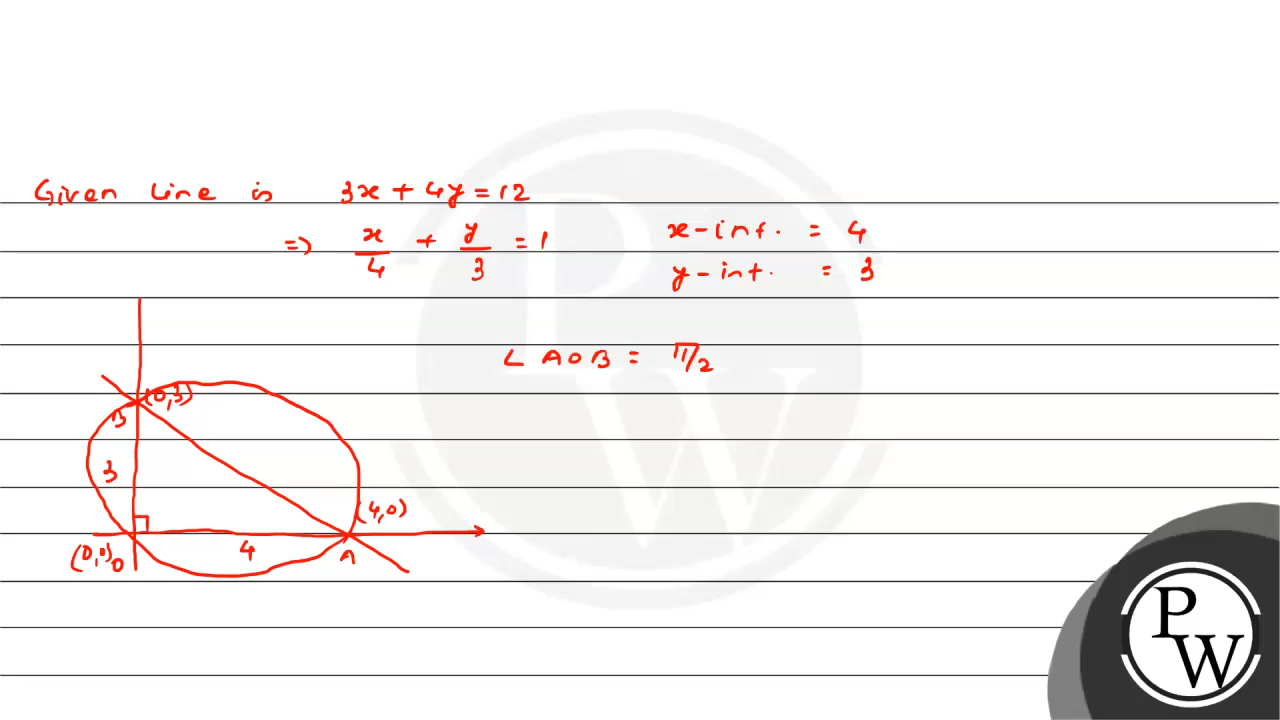 Given line is 3x + 4y = 12
=> x/4 + y/3 = 1
x-int. = 4
y-int. = 3
∠ AOB = π/2
B (0,3)
3
(4,0)
(0,0) O
4
A
P
W
P
W